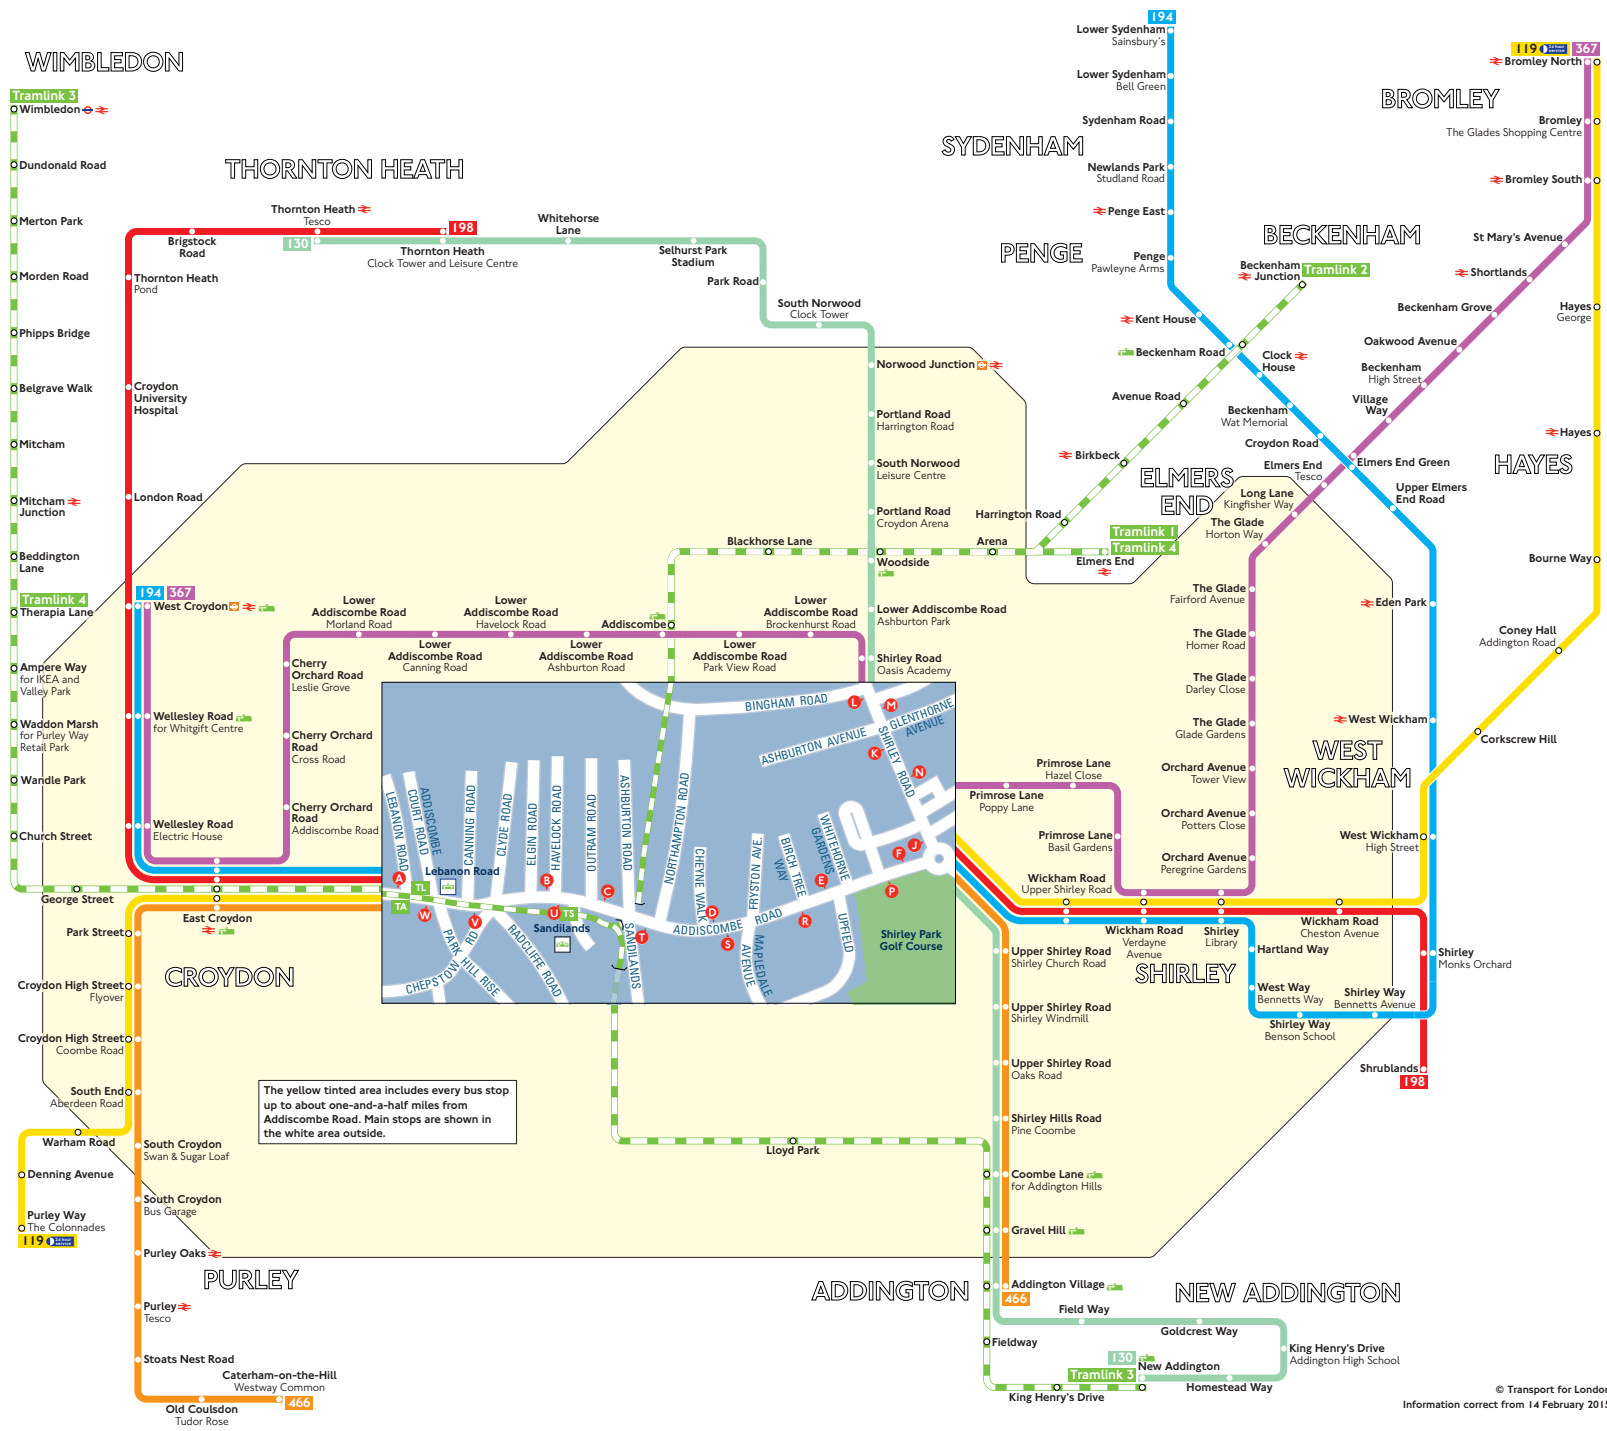 WIMBLEDON
Tramlink 3
Wimbledon
Dundonald Road
Merton Park
Morden Road
Phipps Bridge
Belgrave Walk
Mitcham
Mitcham
Junction
Beddington
Lane
Tramlink 4
Therapia Lane
Ampere Way
for IKEA and
Valley Park
Waddon Marsh
for Purley Way
Retail Park
Wandle Park
Church Street
George Street
THORNTON HEATH
Thornton Heath
Tesco
198
130
Brigstock
Road
Thornton Heath
Clock Tower and Leisure Centre
Whitehorse
Lane
Selhurst Park
Stadium
Park Road
South Norwood
Clock Tower
Thornton Heath
Pond
Croydon
University
Hospital
London Road
194
367
West Croydon
Wellesley Road
for Whitgift Centre
Wellesley Road
Electric House
East Croydon
Cherry
Orchard Road
Leslie Grove
Cherry Orchard
Road
Cross Road
Cherry Orchard
Road
Addiscombe Road
Lower
Addiscombe Road
Morland Road
Lower
Addiscombe Road
Canning Road
Lower
Addiscombe Road
Havelock Road
Lower
Addiscombe Road
Ashburton Road
Addiscombe
Lower
Addiscombe Road
Park View Road
Lower
Addiscombe Road
Brockenhurst Road
Norwood Junction
Portland Road
Harrington Road
South Norwood
Leisure Centre
Portland Road
Croydon Arena
Blackhorse Lane
Woodside
Arena
Lower Addiscombe Road
Ashburton Park
Shirley Road
Oasis Academy
194
Lower Sydenham
Sainsbury's
Lower Sydenham
Bell Green
Sydenham Road
SYDENHAM
Newlands Park
Studland Road
Penge East
PENGE
Penge
Pawleyne Arms
Kent House
Beckenham Road
Clock
House
Avenue Road
Beckenham
Wat Memorial
Croydon Road
Birkbeck
Harrington Road
BECKENHAM
Beckenham
Junction
Tramlink 2
ELMERS
END
Tramlink 1
Tramlink 4
Elmers End
119
24 hour
service
367
Bromley North
BROMLEY
Bromley
The Glades Shopping Centre
Bromley South
St Mary's Avenue
Shortlands
Beckenham Grove
Oakwood Avenue
Beckenham
High Street
Village
Way
Elmers End Green
Elmers End
Tesco
Long Lane
Kingfisher Way
The Glade
Horton Way
Upper Elmers
End Road
The Glade
Fairford Avenue
The Glade
Homer Road
The Glade
Darley Close
The Glade
Glade Gardens
Orchard Avenue
Tower View
Orchard Avenue
Potters Close
Orchard Avenue
Peregrine Gardens
Hayes
George
Hayes
HAYES
Bourne Way
Coney Hall
Addington Road
Corkscrew Hill
Eden Park
West Wickham
WEST
WICKHAM
West Wickham
High Street
Primrose Lane
Hazel Close
Primrose Lane
Poppy Lane
Primrose Lane
Basil Gardens
Wickham Road
Upper Shirley Road
Wickham Road
Verdayne
Avenue
Shirley
Library
Wickham Road
Cheston Avenue
SHIRLEY
Hartland Way
West Way
Bennetts Way
Shirley Way
Benson School
Shirley Way
Bennetts Avenue
Shirley
Monks Orchard
Shrublands
198
BINGHAM ROAD
ASHBURTON AVENUE
GLENTHORNE
AVENUE
SHIRLEY ROAD
LEBANON ROAD
ADDISCOMBE
COURT ROAD
CANNING ROAD
CLYDE ROAD
ELGIN ROAD
HAVELOCK ROAD
OUTRAM ROAD
ASHBURTON ROAD
NORTHAMPTON ROAD
CHEYNE WALK
FRYSTON AVE.
BIRCH TREE
WAY
WHITETHORNE
GARDENS
ADDISCOMBE ROAD
UPFIELD
MAPLEDALE
AVENUE
SANDILANDS
RADCLIFFE ROAD
PARK HILL RISE
CHEPSTOW RD
Lebanon Road
Sandilands
Shirley Park
Golf Course
TL
TA
TS
A
B
C
D
E
F
J
K
L
M
N
P
R
S
T
U
V
W
CROYDON
Park Street
Croydon High Street
Flyover
Croydon High Street
Coombe Road
South End
Aberdeen Road
Warham Road
Denning Avenue
Purley Way
The Colonnades
119
24 hour
service
South Croydon
Swan & Sugar Loaf
South Croydon
Bus Garage
Purley Oaks
PURLEY
Purley
Tesco
Stoats Nest Road
Caterham-on-the-Hill
Westway Common
466
Old Coulsdon
Tudor Rose
The yellow tinted area includes every bus stop
up to about one-and-a-half miles from
Addiscombe Road. Main stops are shown in
the white area outside.
Lloyd Park
Upper Shirley Road
Shirley Church Road
Upper Shirley Road
Shirley Windmill
Upper Shirley Road
Oaks Road
Shirley Hills Road
Pine Coombe
Coombe Lane
for Addington Hills
Gravel Hill
ADDINGTON
Addington Village
466
NEW ADDINGTON
Field Way
Goldcrest Way
Fieldway
King Henry's Drive
Addington High School
130
New Addington
Tramlink 3
Homestead Way
King Henry's Drive
© Transport for London
Information correct from 14 February 2015